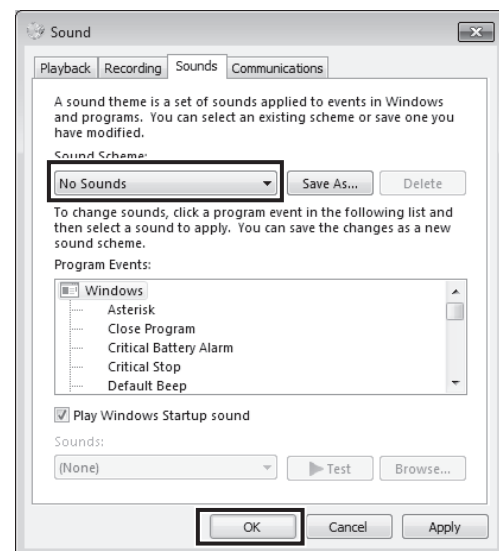 Sound
Playback Recording Sounds Communications
A sound theme is a set of sounds applied to events in Windows
and programs. You can select an existing scheme or save one you
have modified.
Sound Scheme:
No Sounds Save As... Delete
To change sounds, click a program event in the following list and
then select a sound to apply. You can save the changes as a new
sound scheme.
Program Events:
Windows
Asterisk
Close Program
Critical Battery Alarm
Critical Stop
Default Beep
Play Windows Startup sound
Sounds:
(None) Test Browse...
OK Cancel Apply